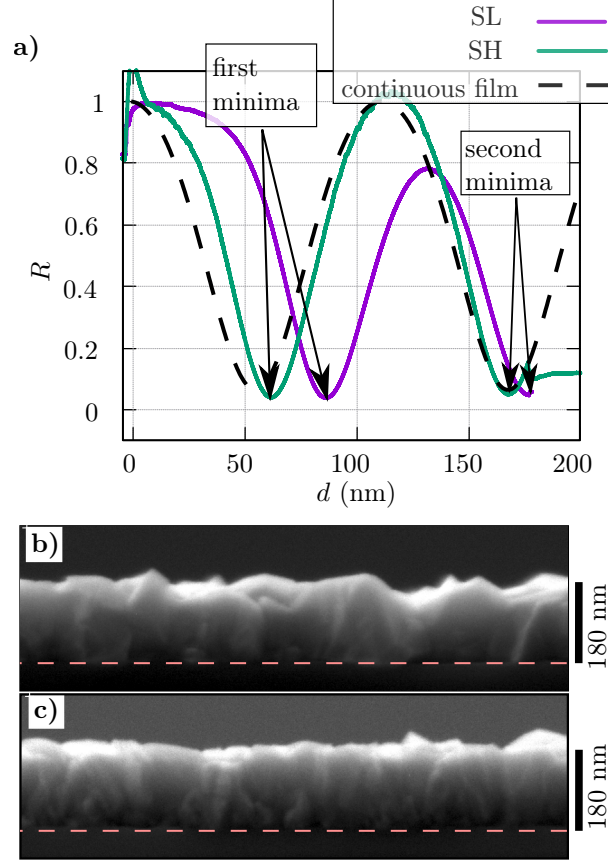 a)
SL
SH
continuous film
first
minima
second
minima
R
1
0.8
0.6
0.4
0.2
0
0
50
100
150
200
d (nm)
b)
180 nm
c)
180 nm